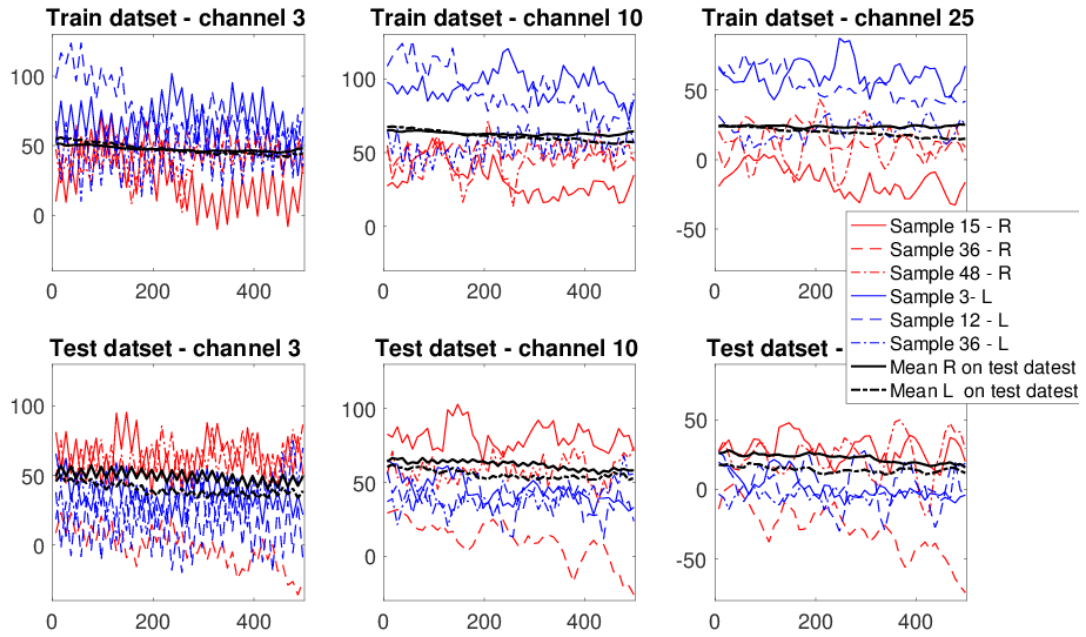 Train datset - channel 3
Train datset - channel 10
Train datset - channel 25
100
50
0
0
200
400
100
50
0
0
200
400
50
0
-50
0
200
400
Sample 15 - R
Sample 36 - R
Sample 48 - R
Sample 3- L
Sample 12 - L
Sample 36 - L
Mean R on test datest
Mean L on test datest
Test datset - channel 3
Test datset - channel 10
Test datset -
100
50
0
0
200
400
100
50
0
0
200
400
50
0
-50
0
200
400